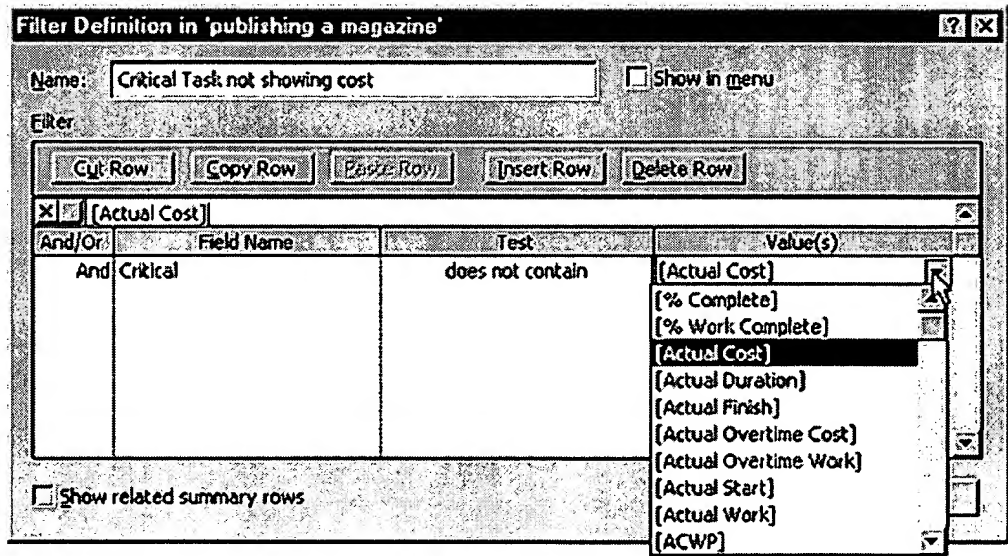 Filter Definition in 'publishing a magazine'
Name: Critical Task not showing cost Show in menu
Filter
Cut Row Copy Row Paste Row Insert Row Delete Row
[Actual Cost]
And/Or Field Name Test Value(s)
And Critical does not contain [Actual Cost]
[% Complete]
[% Work Complete]
[Actual Cost]
[Actual Duration]
[Actual Finish]
[Actual Overtime Cost]
[Actual Overtime Work]
Show related summary rows
[Actual Start]
[Actual Work]
[ACWP]